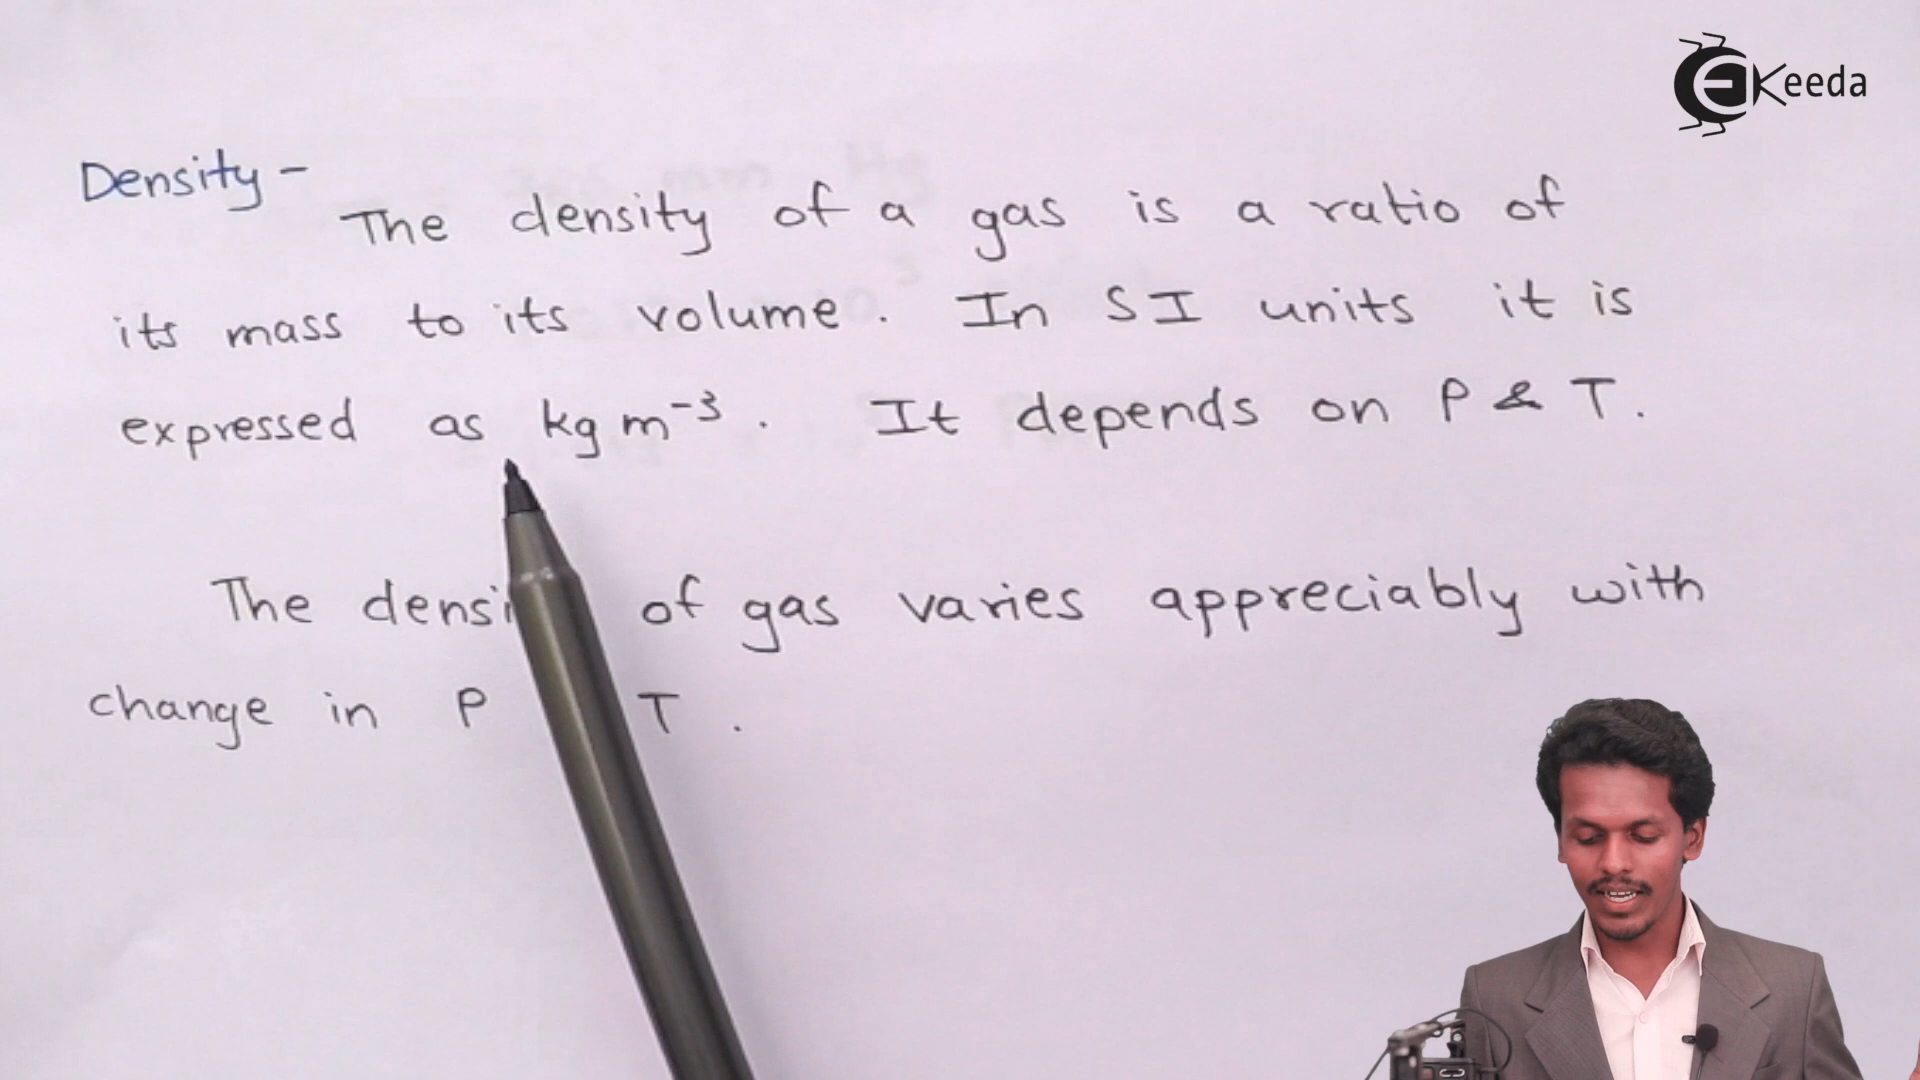 EKeeda
Density -
The density of a gas is a ratio of
its mass to its volume. In SI units it is
expressed as kg m⁻³. It depends on P & T.
The densi of gas varies appreciably with
change in P T.